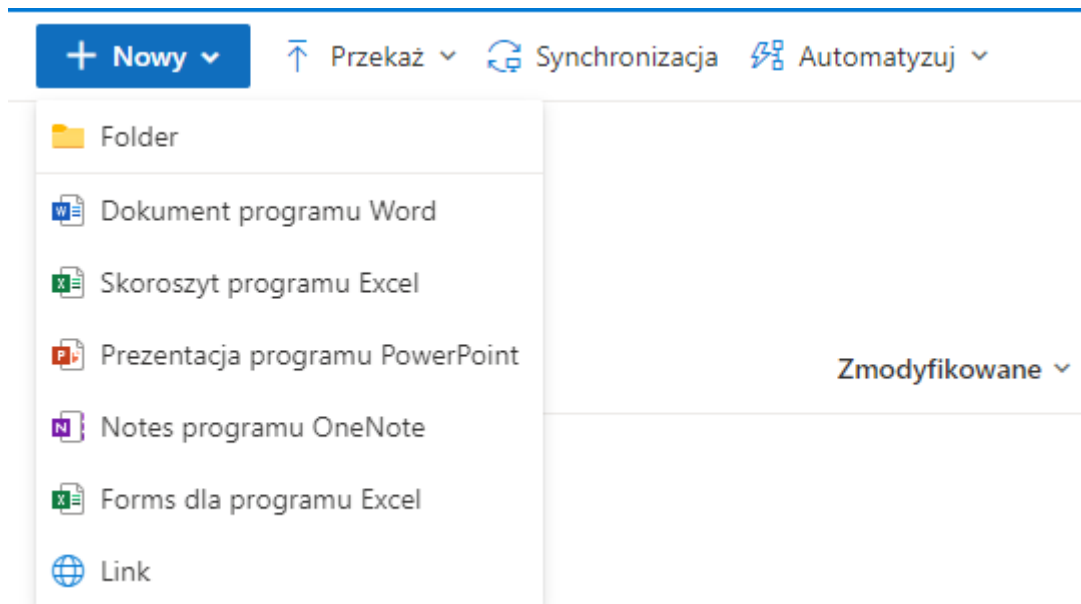 Nowy Przekaż Synchronizacja Automatyzuj
Folder
Dokument programu Word
Skoroszyt programu Excel
Prezentacja programu PowerPoint
Zmodyfikowane
Notes programu OneNote
Forms dla programu Excel
Link